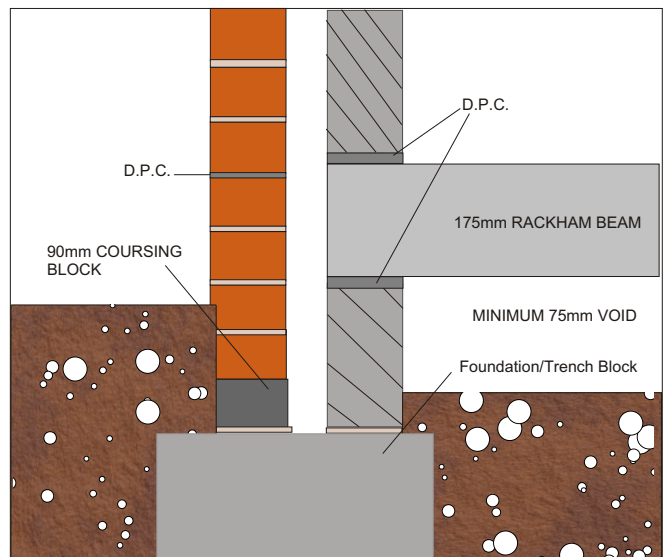 D.P.C.
D.P.C.
175mm RACKHAM BEAM
90mm COURSING
BLOCK
MINIMUM 75mm VOID
Foundation/Trench Block